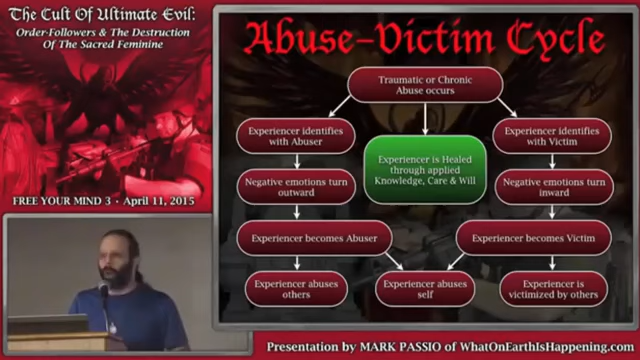 The Cult Of Ultimate Evil:
Order-Followers & The Destruction
Of The Sacred Feminine
FREE YOUR MIND 3 • April 11, 2015
Abuse-Victim Cycle
Traumatic or Chronic
Abuse occurs
Experiencer identifies
with Abuser
Experiencer is Healed
through applied
Knowledge, Care & Will
Experiencer identifies
with Victim
Negative emotions turn
outward
Negative emotions turn
inward
Experiencer becomes Abuser
Experiencer becomes Victim
Experiencer abuses
others
Experiencer abuses
self
Experiencer is
victimized by others
Presentation by MARK PASSIO of WhatOnEarthIsHappening.com